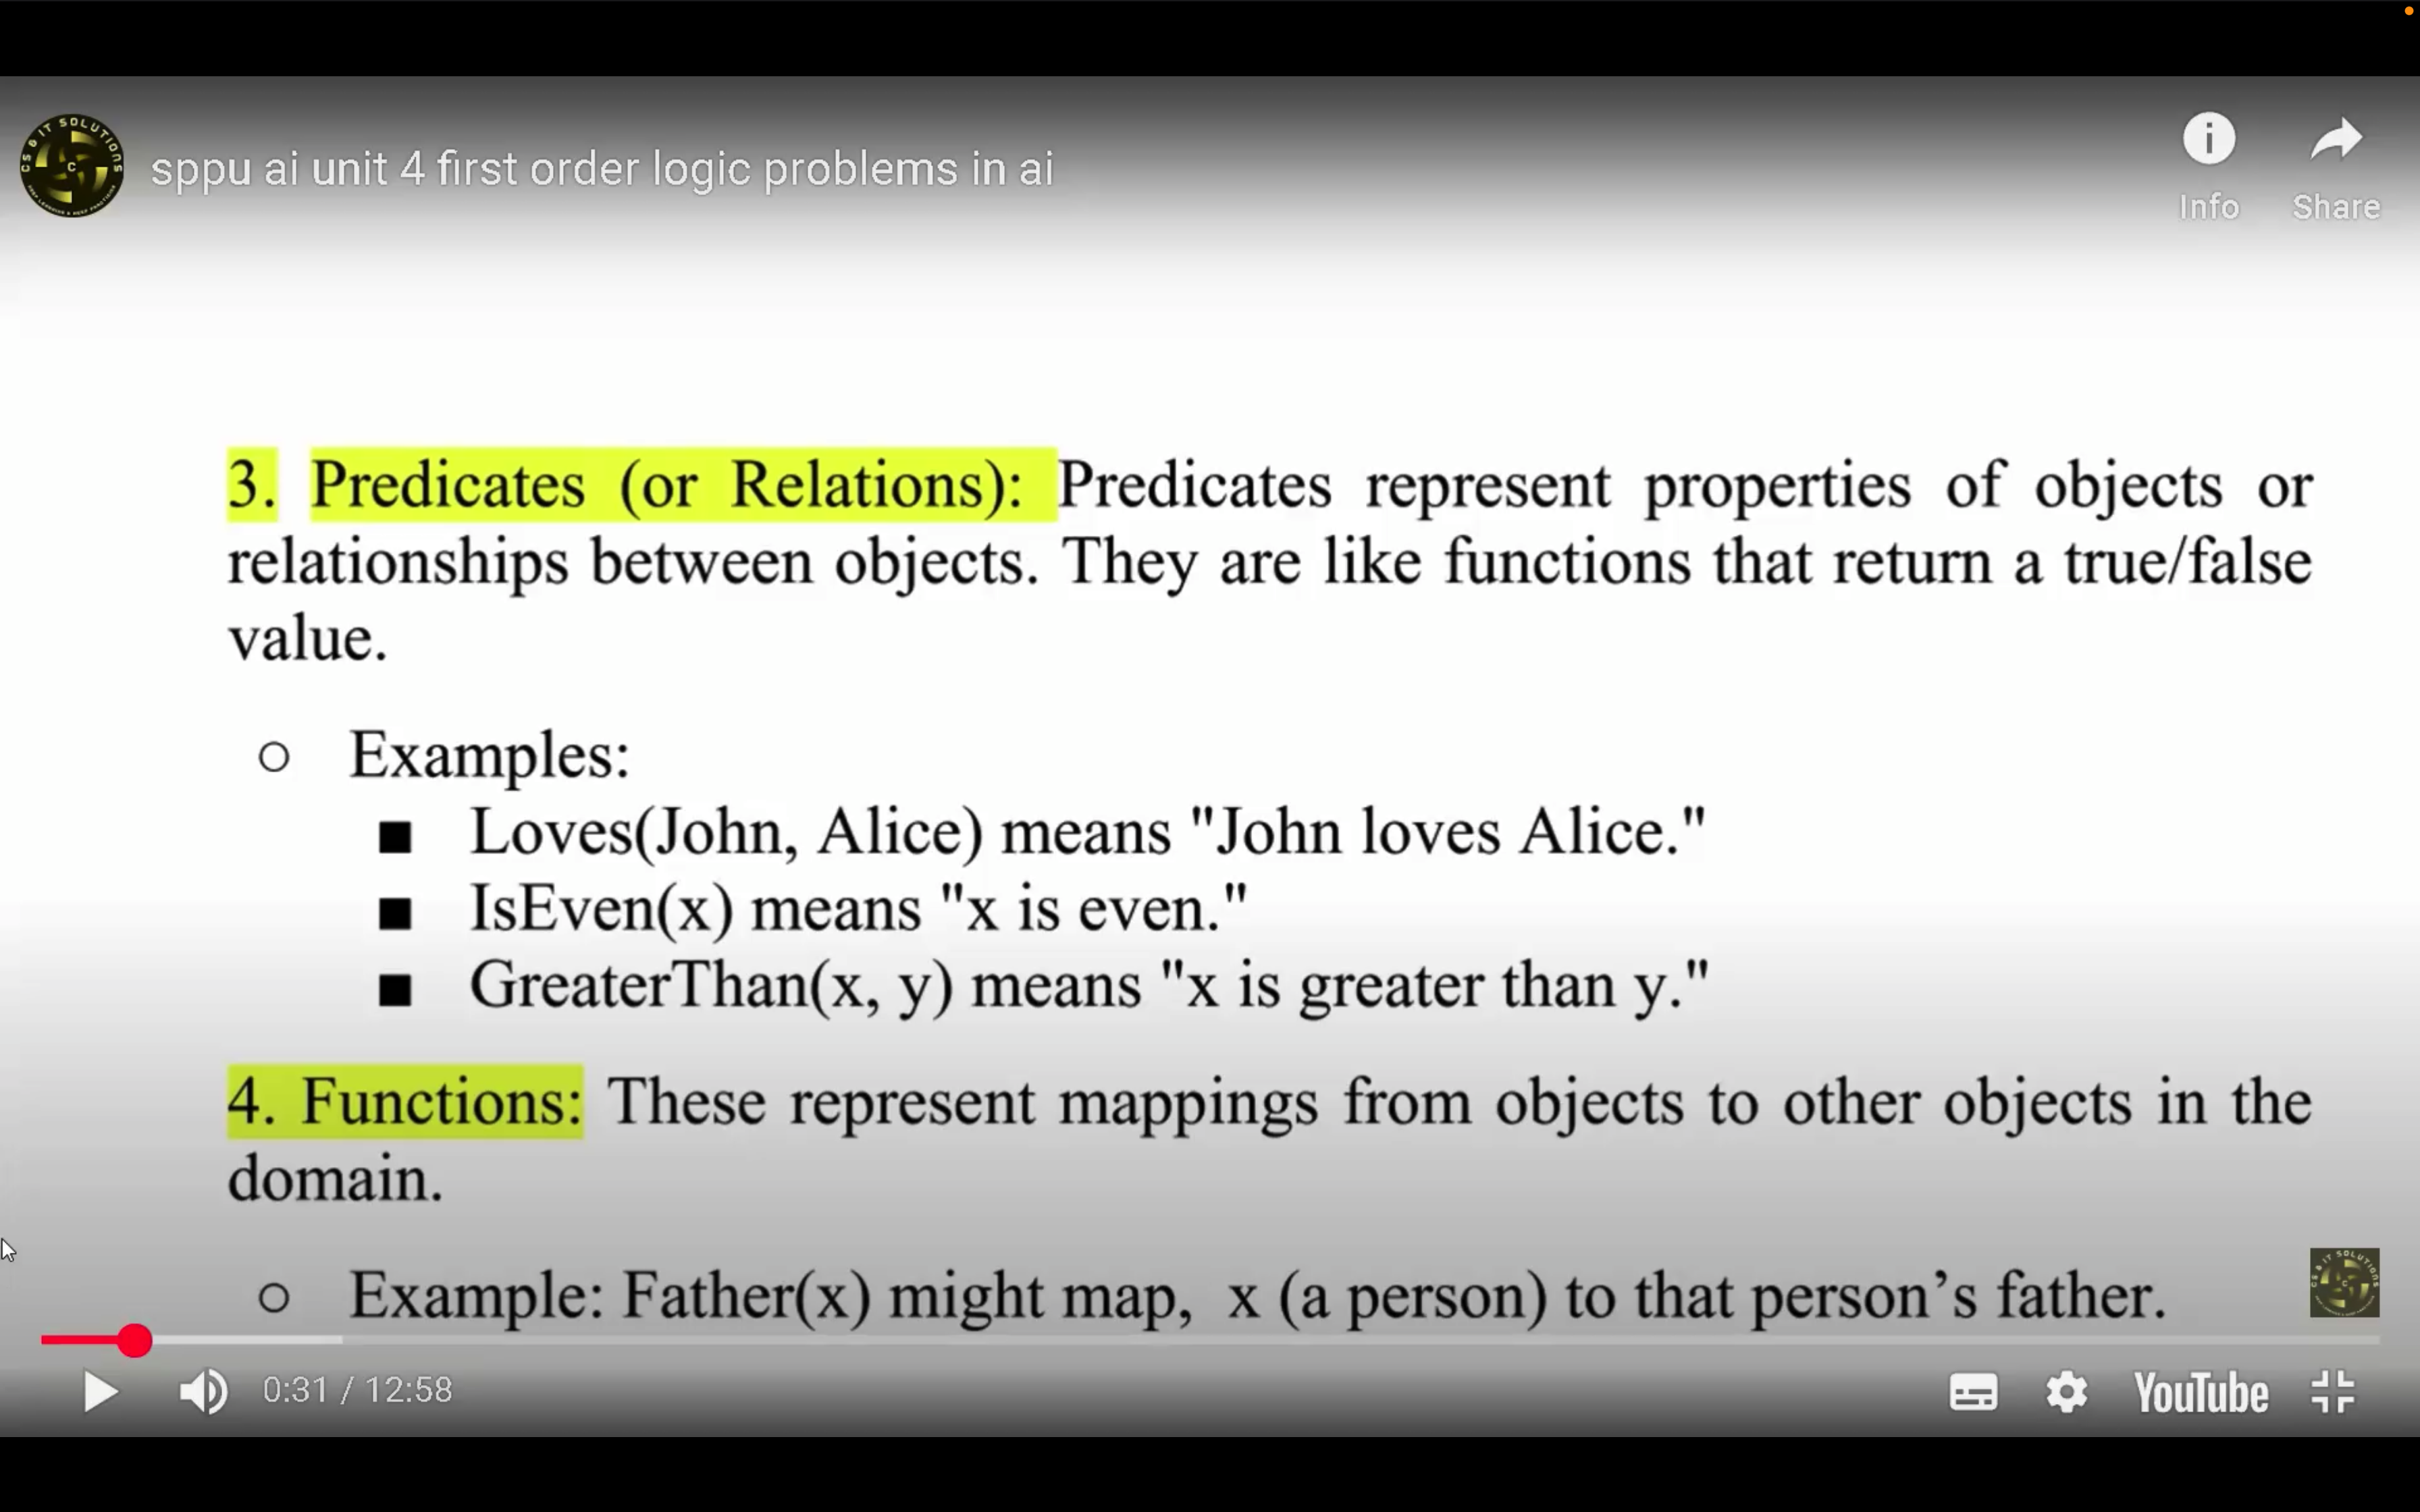 sppu ai unit 4 first order logic problems in ai
Info
Share
3. Predicates (or Relations): Predicates represent properties of objects or
relationships between objects. They are like functions that return a true/false
value.
○ Examples:
■ Loves(John, Alice) means "John loves Alice."
■ IsEven(x) means "x is even."
■ GreaterThan(x, y) means "x is greater than y."
4. Functions: These represent mappings from objects to other objects in the
domain.
○ Example: Father(x) might map, x (a person) to that person’s father.
0:31 / 12:58
YouTube
CS & IT SOLUTIONS